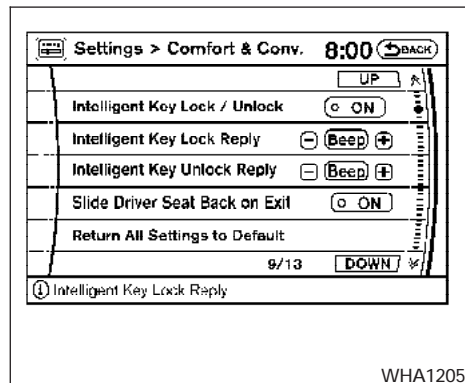 Settings > Comfort & Conv. 8:00 BACK
UP
Intelligent Key Lock / Unlock ON
Intelligent Key Lock Reply − Beep +
Intelligent Key Unlock Reply − Beep +
Slide Driver Seat Back on Exit ON
Return All Settings to Default
9/13 DOWN
i Intelligent Key Lock Reply
WHA1205